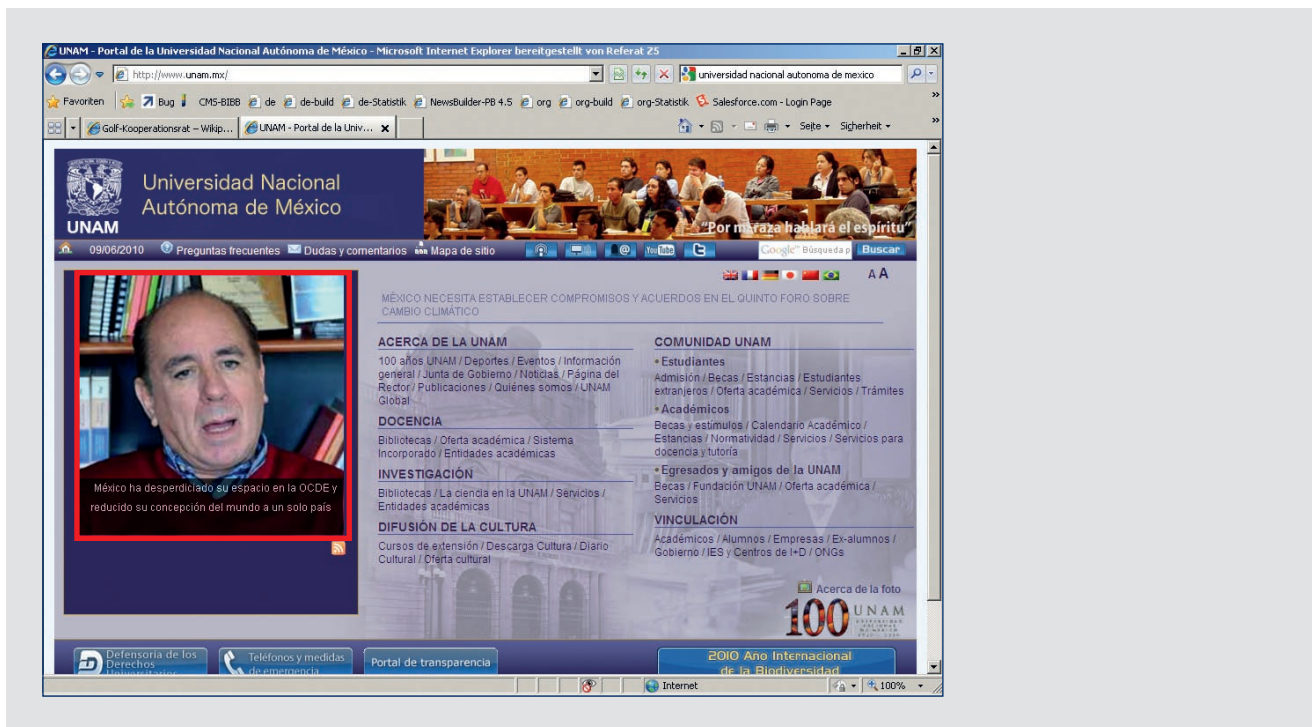 UNAM - Portal de la Universidad Nacional Autónoma de México - Microsoft Internet Explorer bereitgestellt von Referat Z5
http://www.unam.mx/
universidad nacional autonoma de mexico
Favoriten Bug CMS-BIBB de de-build de-Statistik NewsBuilder-PB 4.5 org org-build org-Statistik Salesforce.com - Login Page
Golf-Kooperationsrat – Wikip... UNAM - Portal de la Univ... Seite Sicherheit
Universidad Nacional
Autónoma de México
UNAM
"Por mi raza hablará el espíritu"
09/06/2010 Preguntas frecuentes Dudas y comentarios Mapa de sitio @ YouTube Google Búsqueda p Buscar
A A
MÉXICO NECESITA ESTABLECER COMPROMISOS Y ACUERDOS EN EL QUINTO FORO SOBRE
CAMBIO CLIMÁTICO
ACERCA DE LA UNAM
100 años UNAM / Deportes / Eventos / Información
general / Junta de Gobierno / Noticias / Página del
Rector / Publicaciones / Quiénes somos / UNAM
Global
DOCENCIA
Bibliotecas / Oferta académica / Sistema
Incorporado / Entidades académicas
INVESTIGACIÓN
Bibliotecas / La ciencia en la UNAM / Servicios /
Entidades académicas
DIFUSIÓN DE LA CULTURA
Cursos de extensión / Descarga Cultura / Diario
Cultural / Oferta cultural
COMUNIDAD UNAM
• Estudiantes
Admisión / Becas / Estancias / Estudiantes
extranjeros / Oferta académica / Servicios / Trámites
• Académicos
Becas y estímulos / Calendario Académico /
Estancias / Normatividad / Servicios / Servicios para
docencia y tutoría
• Egresados y amigos de la UNAM
Becas / Fundación UNAM / Oferta académica /
Servicios
VINCULACIÓN
Académicos / Alumnos / Empresas / Ex-alumnos /
Gobierno / IES y Centros de I+D / ONGs
México ha desperdiciado su espacio en la OCDE y
reducido su concepción del mundo a un solo país
Acerca de la foto
100 UNAM
Defensoría de los
Derechos
Universitarios
Teléfonos y medidas
de emergencia
Portal de transparencia
2010 Año Internacional
de la Biodiversidad
Internet 100%